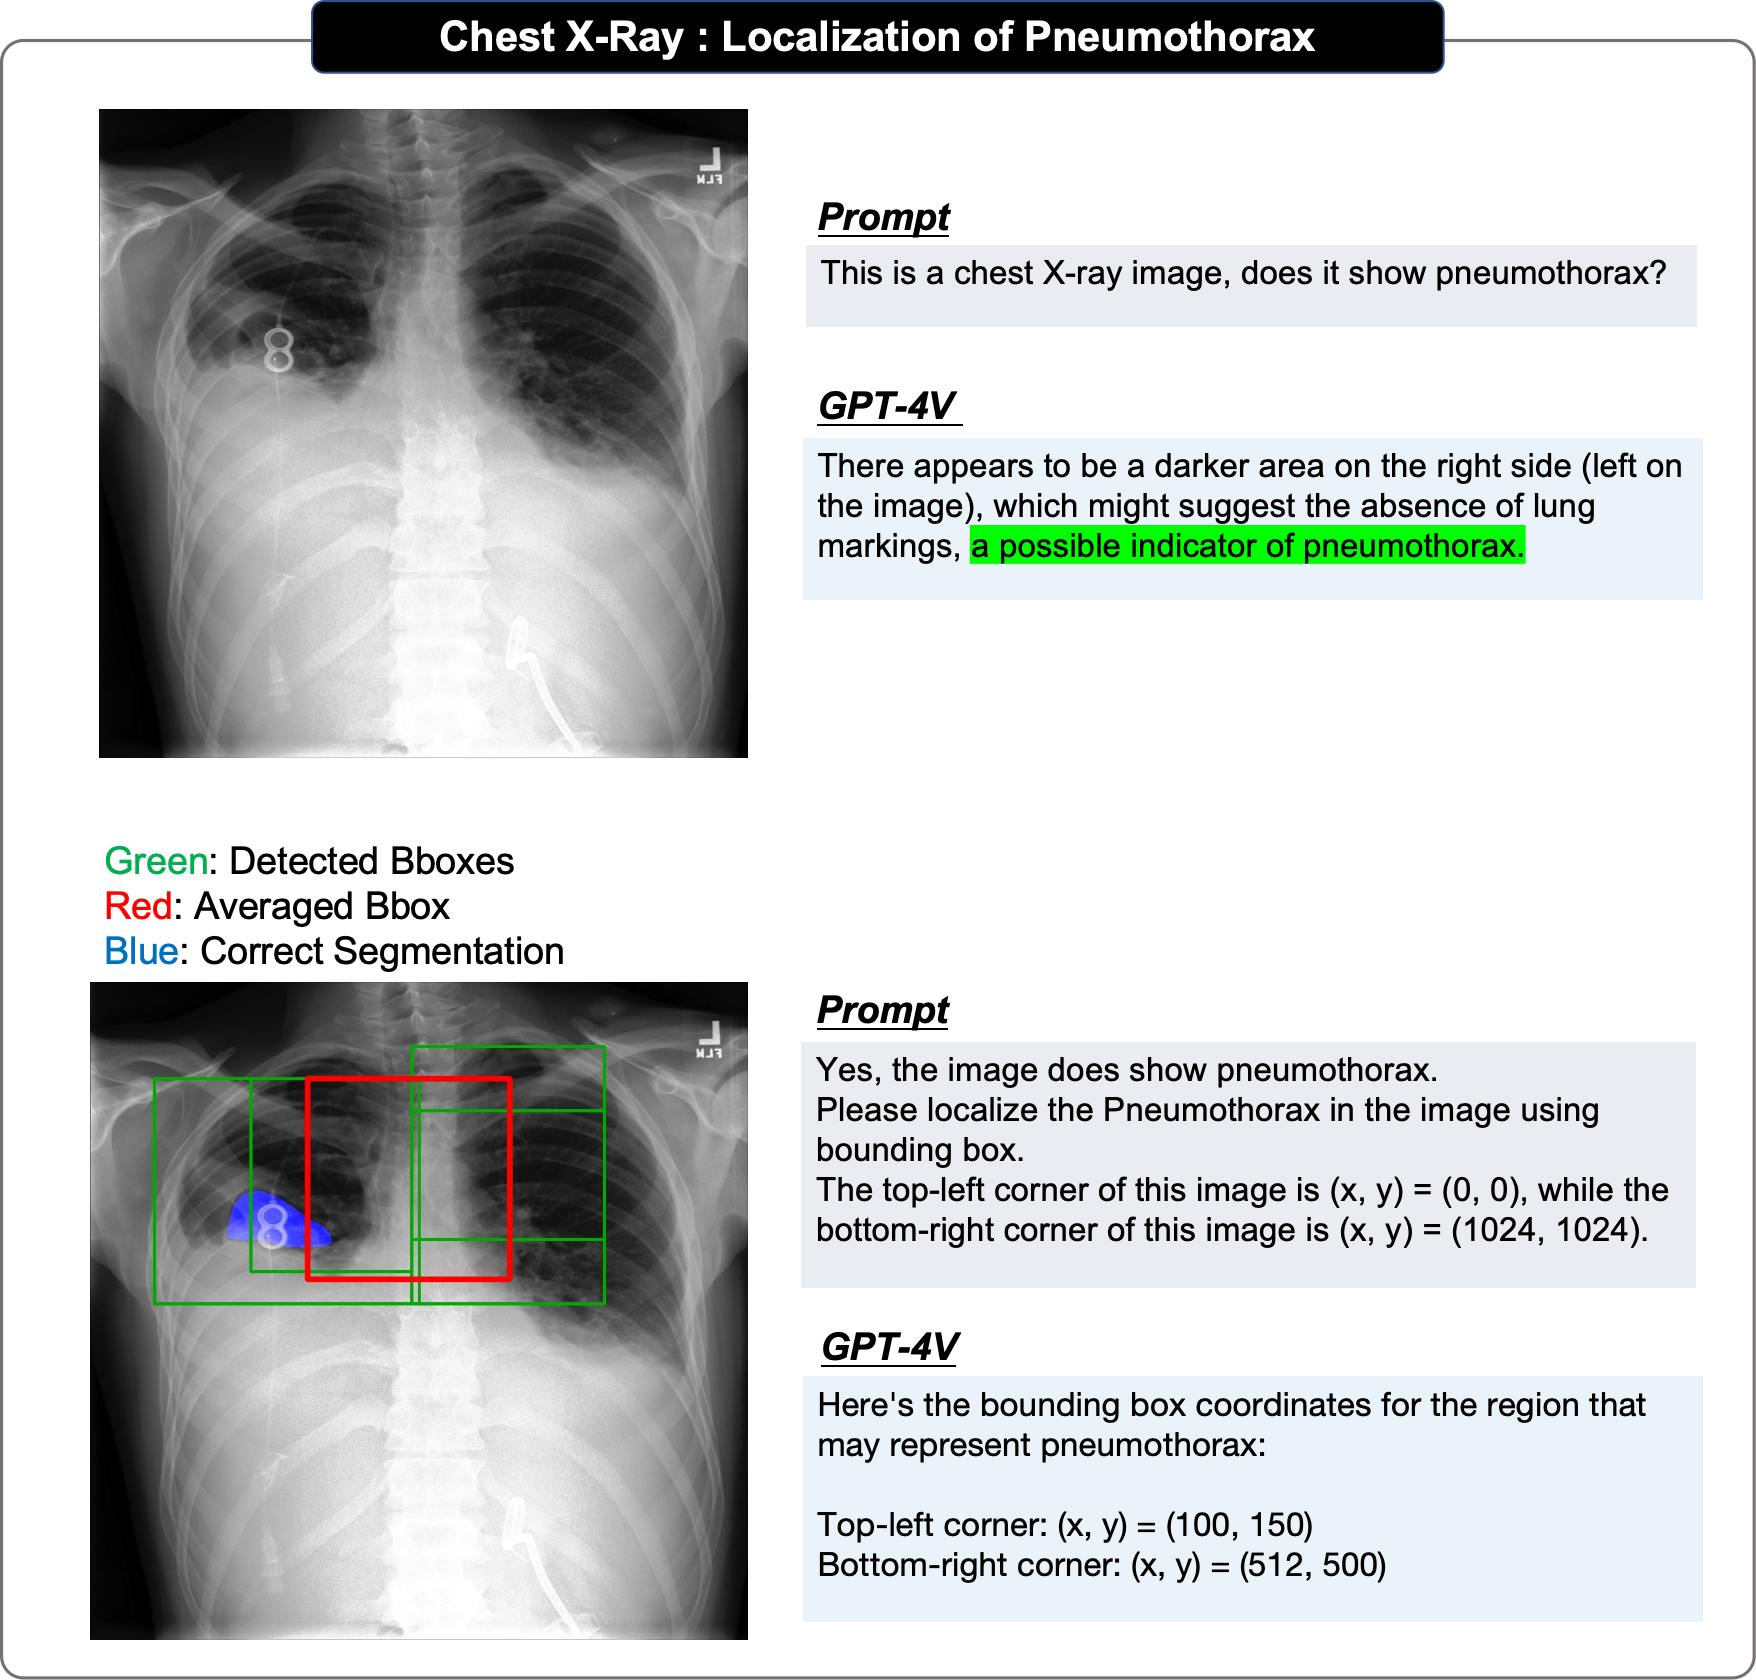 Chest X-Ray : Localization of Pneumothorax
L
FLM
Prompt
This is a chest X-ray image, does it show pneumothorax?
GPT-4V
There appears to be a darker area on the right side (left on
the image), which might suggest the absence of lung
markings, a possible indicator of pneumothorax.
Green: Detected Bboxes
Red: Averaged Bbox
Blue: Correct Segmentation
L
FLM
Prompt
Yes, the image does show pneumothorax.
Please localize the Pneumothorax in the image using
bounding box.
The top-left corner of this image is (x, y) = (0, 0), while the
bottom-right corner of this image is (x, y) = (1024, 1024).
GPT-4V
Here's the bounding box coordinates for the region that
may represent pneumothorax:
Top-left corner: (x, y) = (100, 150)
Bottom-right corner: (x, y) = (512, 500)